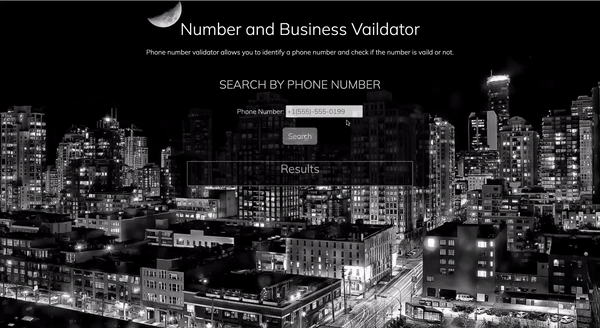 Number and Business Vaildator
Phone number validator allows you to identify a phone number and check if the number is vaild or not.
SEARCH BY PHONE NUMBER
Phone Number: +1(555)-555-0199
Search
Results